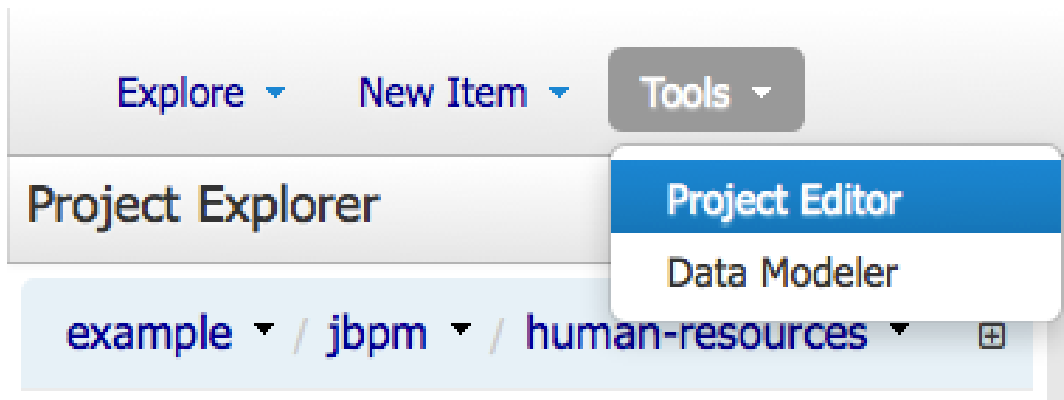 Explore New Item Tools
Project Explorer
Project Editor
Data Modeler
example / jbpm / human-resources